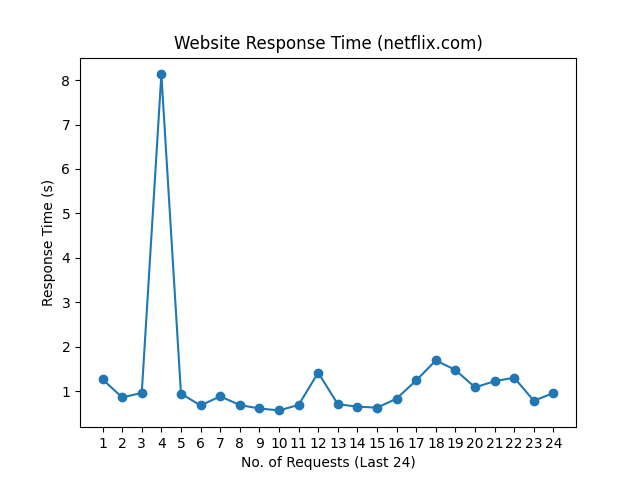 Website Response Time (netflix.com)
8
7
6
5
4
3
2
1
Response Time (s)
1 2 3 4 5 6 7 8 9 10 11 12 13 14 15 16 17 18 19 20 21 22 23 24
No. of Requests (Last 24)